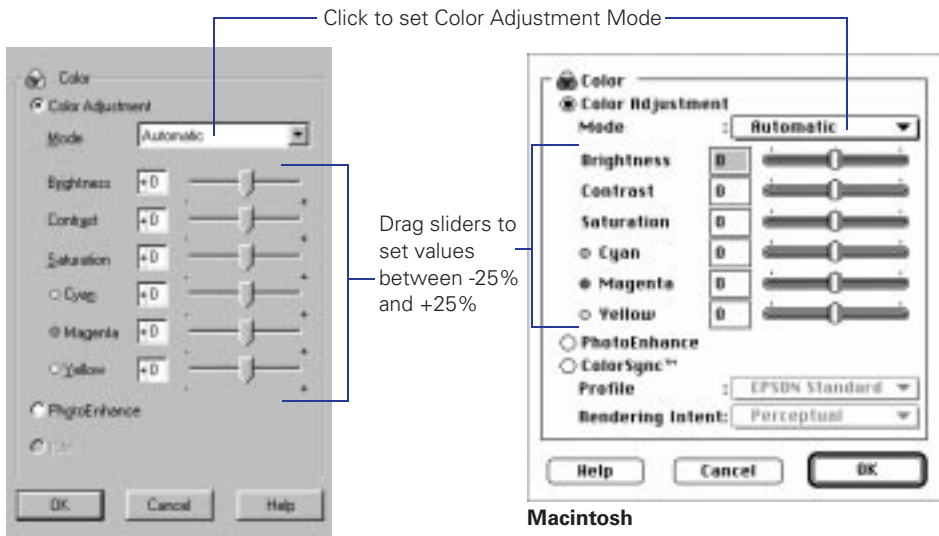 Click to set Color Adjustment Mode
Color
Color Adjustment
Mode
Automatic
Brightness
+0
Contrast
+0
Saturation
+0
Cyan
+0
Magenta
+0
Yellow
+0
PhotoEnhance
OK
Cancel
Help
Drag sliders to
set values
between -25%
and +25%
Color
Color Adjustment
Mode : Automatic
Brightness 0
Contrast 0
Saturation 0
Cyan 0
Magenta 0
Yellow 0
PhotoEnhance
ColorSync™
Profile : EPSON Standard
Rendering Intent: Perceptual
Help
Cancel
OK
Macintosh